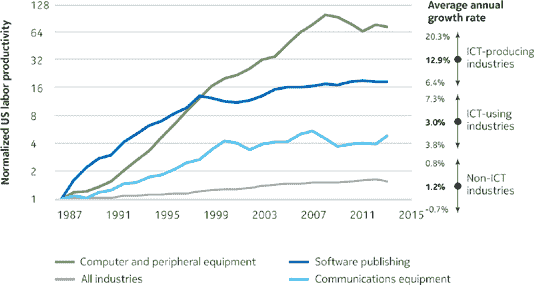 Normalized US labor productivity
128
64
32
16
8
4
2
1
1987
1991
1995
1999
2003
2007
2011
2015
Average annual
growth rate
20.3%
12.9%
6.4%
ICT-producing
industries
7.3%
3.0%
3.8%
ICT-using
industries
0.8%
1.2%
-0.7%
Non-ICT
industries
Computer and peripheral equipment
Software publishing
All industries
Communications equipment